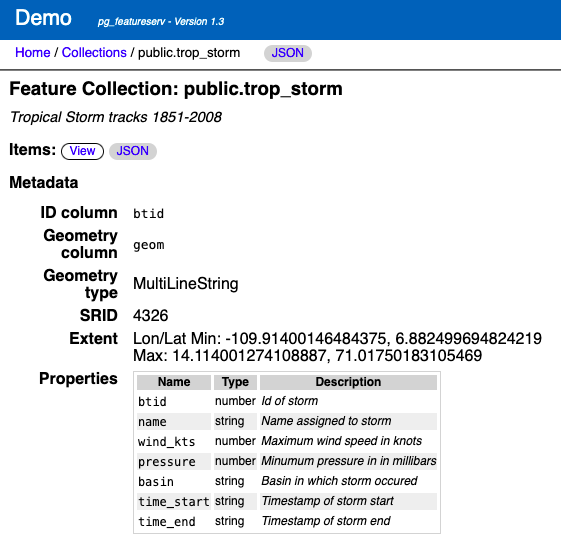 Demo pg_featureserv - Version 1.3
Home / Collections / public.trop_storm JSON
Feature Collection: public.trop_storm
Tropical Storm tracks 1851-2008
Items: View JSON
Metadata
ID column btid
Geometry column geom
Geometry type MultiLineString
SRID 4326
Extent Lon/Lat Min: -109.91400146484375, 6.882499694824219
Max: 14.114001274108887, 71.01750183105469
Properties
Name Type Description
btid number Id of storm
name string Name assigned to storm
wind_kts number Maximum wind speed in knots
pressure number Minumum pressure in in millibars
basin string Basin in which storm occured
time_start string Timestamp of storm start
time_end string Timestamp of storm end